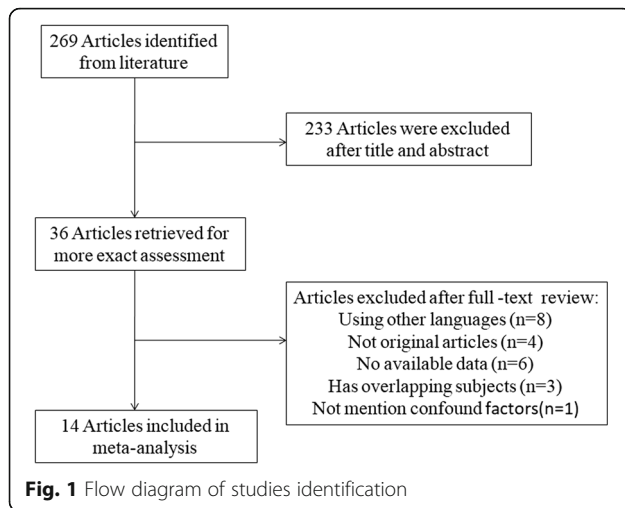 269 Articles identified
from literature
233 Articles were excluded
after title and abstract
36 Articles retrieved for
more exact assessment
Articles excluded after full -text review:
Using other languages (n=8)
Not original articles (n=4)
No available data (n=6)
Has overlapping subjects (n=3)
Not mention confound factors(n=1)
14 Articles included in
meta-analysis
Fig. 1 Flow diagram of studies identification